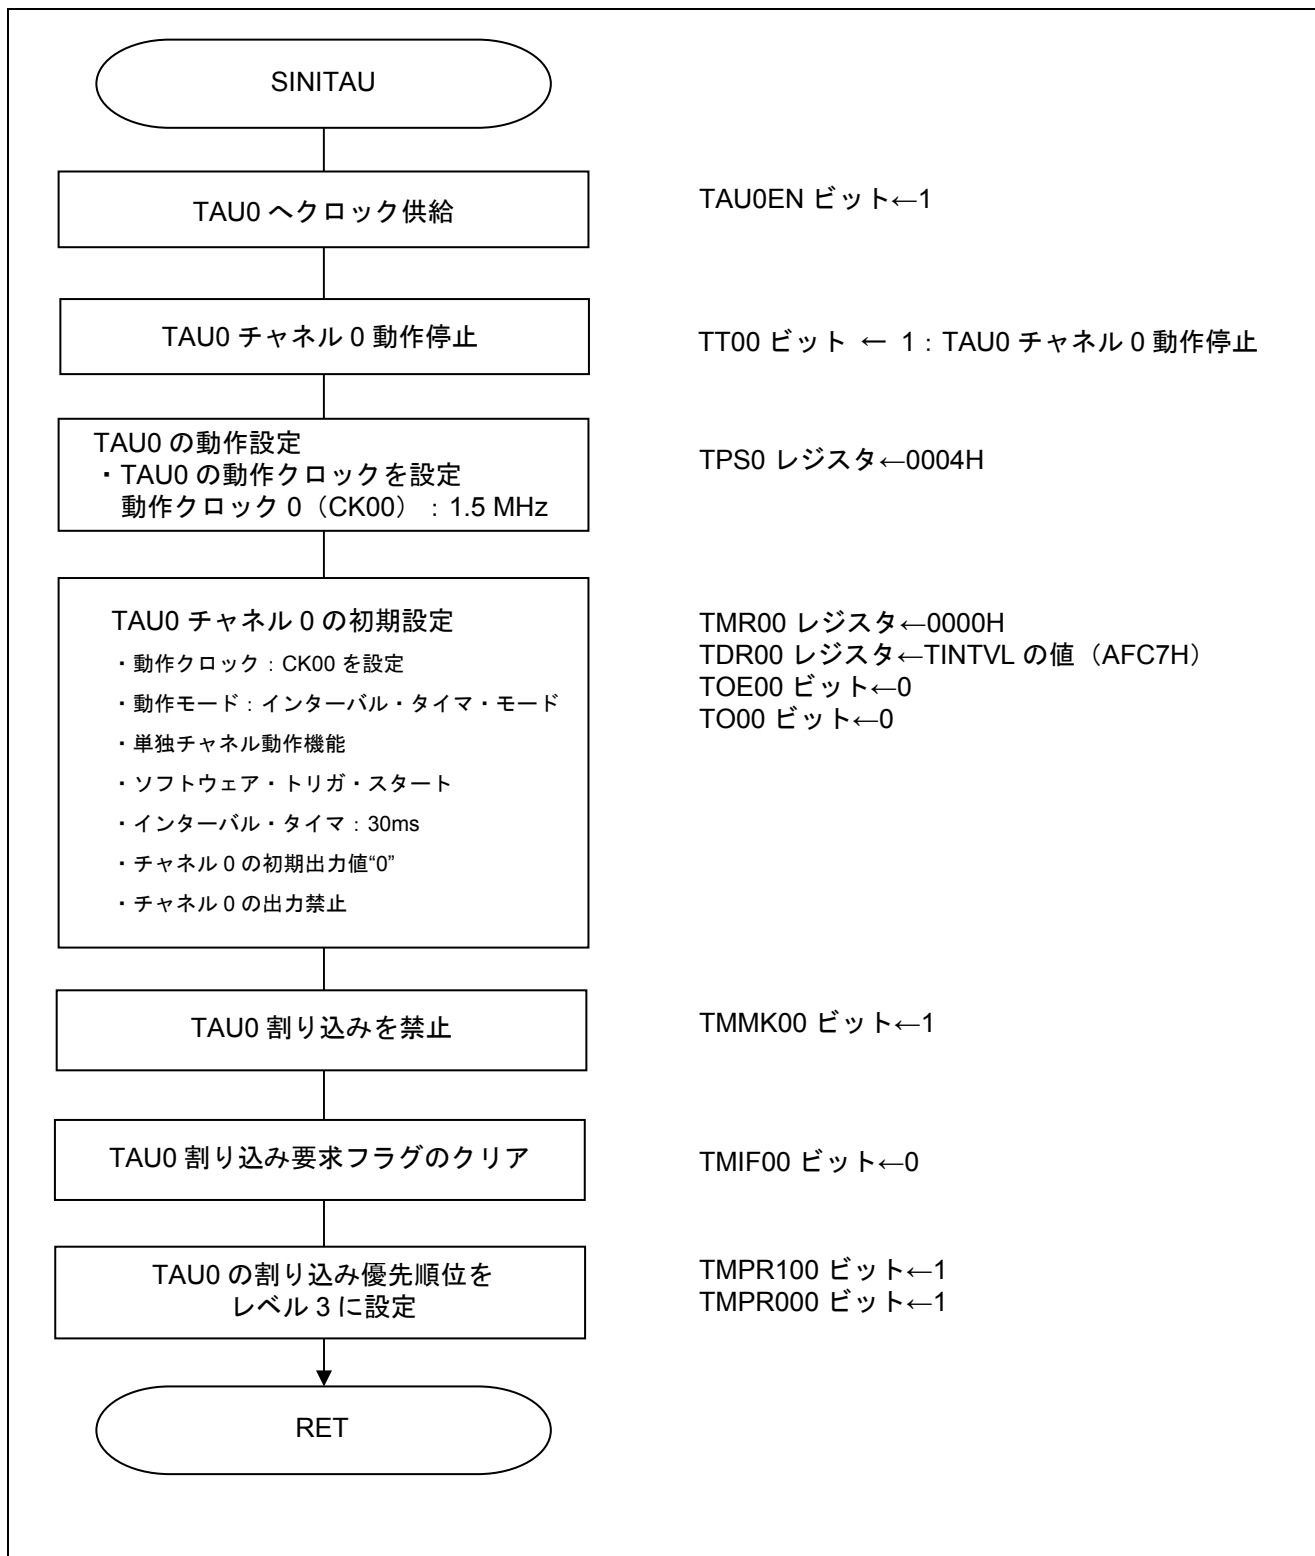 SINITAU
TAU0 へクロック供給
TAU0EN ビット←1
TAU0 チャネル 0 動作停止
TT00 ビット ← 1：TAU0 チャネル 0 動作停止
TAU0 の動作設定
・TAU0 の動作クロックを設定
動作クロック 0（CK00）：1.5 MHz
TPS0 レジスタ←0004H
TAU0 チャネル 0 の初期設定
・動作クロック：CK00 を設定
・動作モード：インターバル・タイマ・モード
・単独チャネル動作機能
・ソフトウェア・トリガ・スタート
・インターバル・タイマ：30ms
・チャネル 0 の初期出力値“0”
・チャネル 0 の出力禁止
TMR00 レジスタ←0000H
TDR00 レジスタ←TINTVL の値（AFC7H）
TOE00 ビット←0
TO00 ビット←0
TAU0 割り込みを禁止
TMMK00 ビット←1
TAU0 割り込み要求フラグのクリア
TMIF00 ビット←0
TAU0 の割り込み優先順位を
レベル 3 に設定
TMPR100 ビット←1
TMPR000 ビット←1
RET